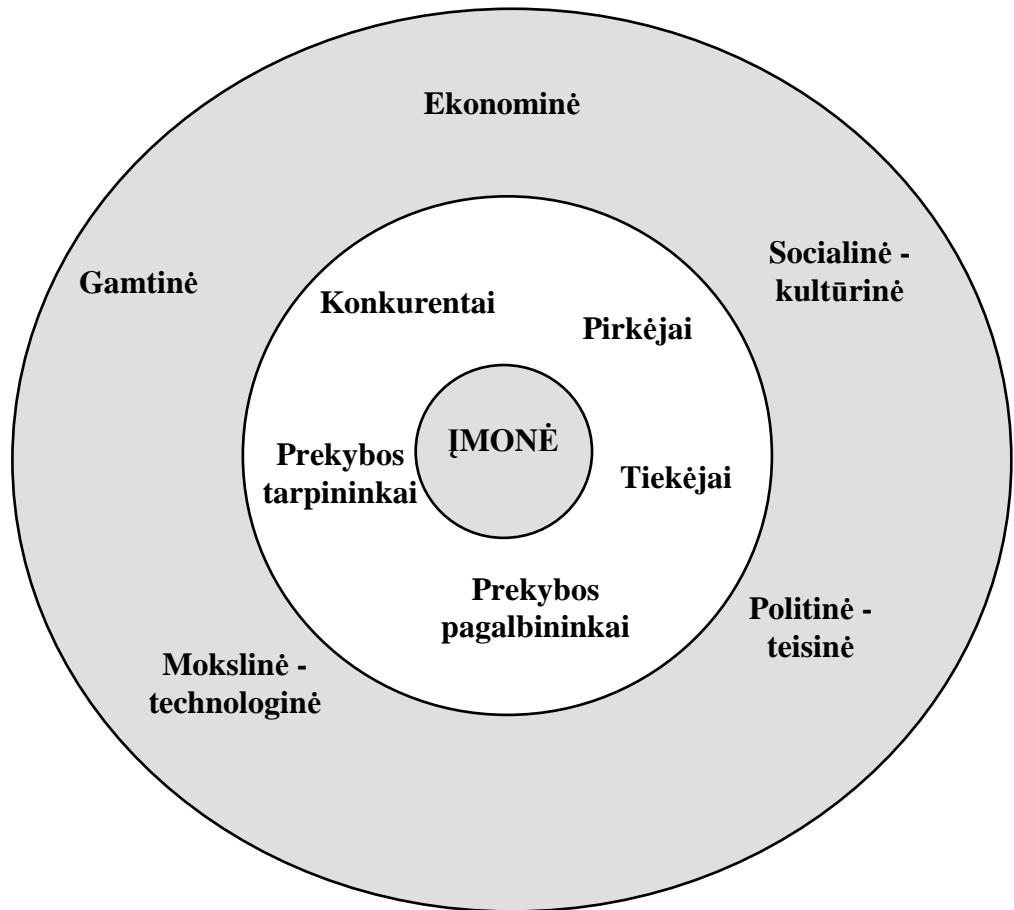 Ekonominė
Socialinė -
kultūrinė
Gamtinė
Konkurentai
Pirkėjai
ĮMONĖ
Prekybos
tarpininkai
Tiekėjai
Prekybos
pagalbininkai
Politinė -
teisinė
Mokslinė -
technologinė